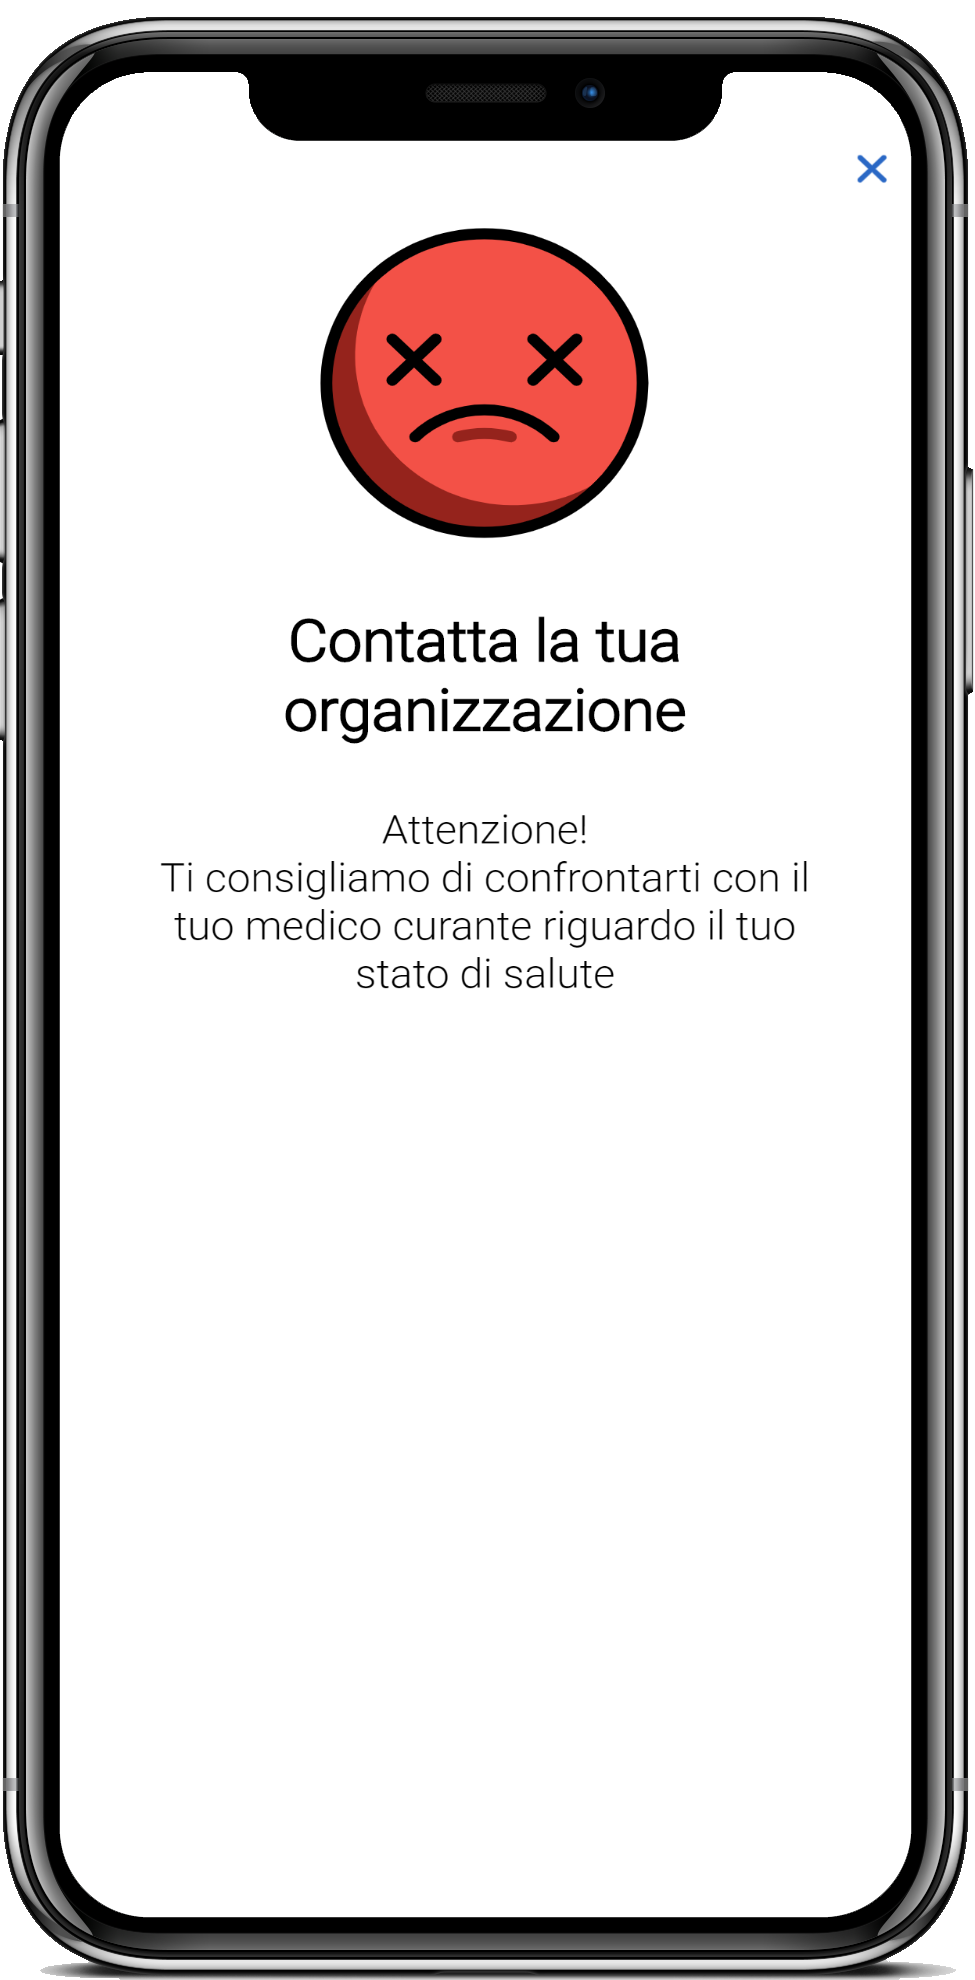 Contatta la tua
organizzazione
Attenzione!
Ti consigliamo di confrontarti con il
tuo medico curante riguardo il tuo
stato di salute